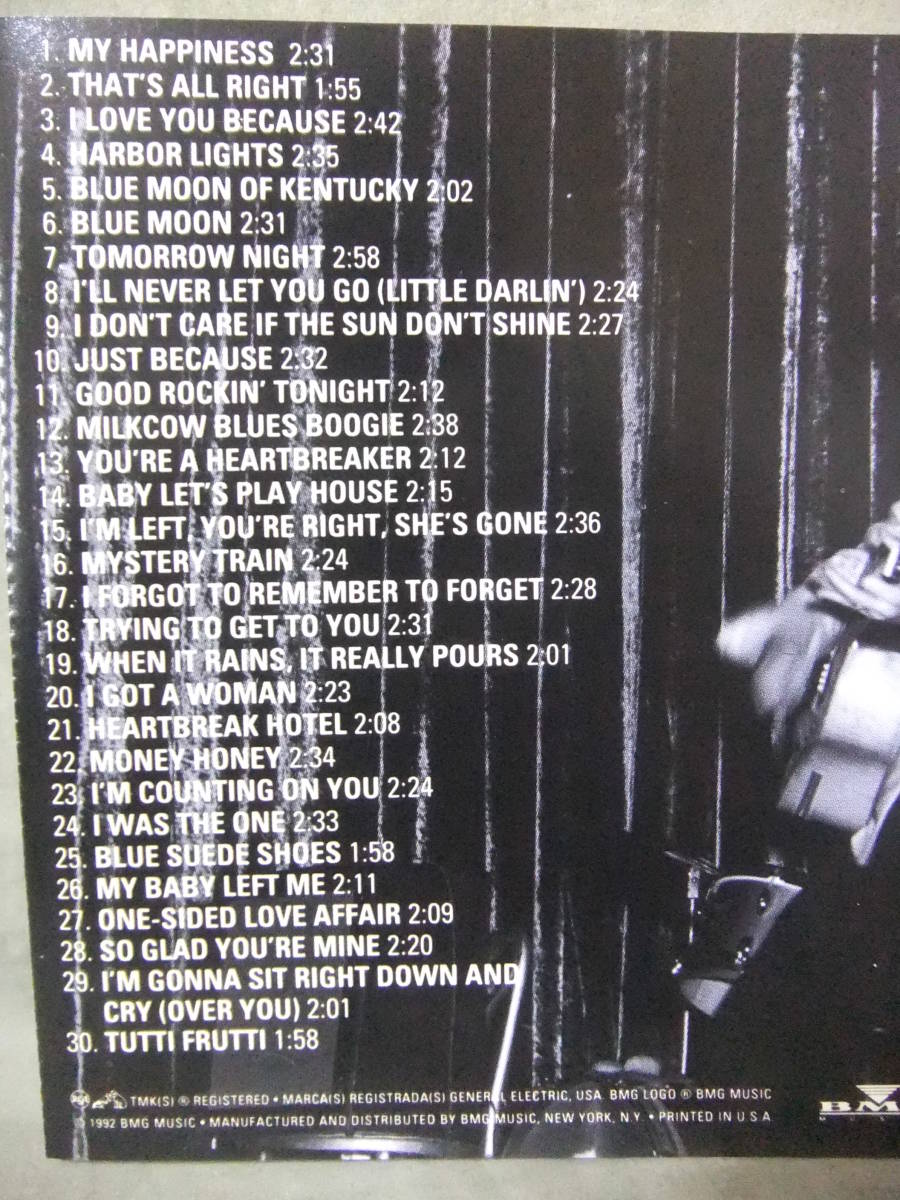 1. MY HAPPINESS 2:31
2. THAT'S ALL RIGHT 1:55
3. I LOVE YOU BECAUSE 2:42
4. HARBOR LIGHTS 2:35
5. BLUE MOON OF KENTUCKY 2:02
6. BLUE MOON 2:31
7. TOMORROW NIGHT 2:58
8. I'LL NEVER LET YOU GO (LITTLE DARLIN') 2:24
9. I DON'T CARE IF THE SUN DON'T SHINE 2:27
10. JUST BECAUSE 2:32
11. GOOD ROCKIN' TONIGHT 2:12
12. MILKCOW BLUES BOOGIE 2:38
13. YOU'RE A HEARTBREAKER 2:12
14. BABY LET'S PLAY HOUSE 2:15
15. I'M LEFT, YOU'RE RIGHT, SHE'S GONE 2:36
16. MYSTERY TRAIN 2:24
17. I FORGOT TO REMEMBER TO FORGET 2:28
18. TRYING TO GET TO YOU 2:31
19. WHEN IT RAINS, IT REALLY POURS 2:01
20. I GOT A WOMAN 2:23
21. HEARTBREAK HOTEL 2:08
22. MONEY HONEY 2:34
23. I'M COUNTING ON YOU 2:24
24. I WAS THE ONE 2:33
25. BLUE SUEDE SHOES 1:58
26. MY BABY LEFT ME 2:11
27. ONE-SIDED LOVE AFFAIR 2:09
28. SO GLAD YOU'RE MINE 2:20
29. I'M GONNA SIT RIGHT DOWN AND
CRY (OVER YOU) 2:01
30. TUTTI FRUTTI 1:58
TMK(S) ® REGISTERED • MARCA(S) REGISTRADA(S) GENERAL ELECTRIC, USA. BMG LOGO ® BMG MUSIC
© 1992 BMG MUSIC • MANUFACTURED AND DISTRIBUTED BY BMG MUSIC, NEW YORK, N.Y. • PRINTED IN U.S.A.